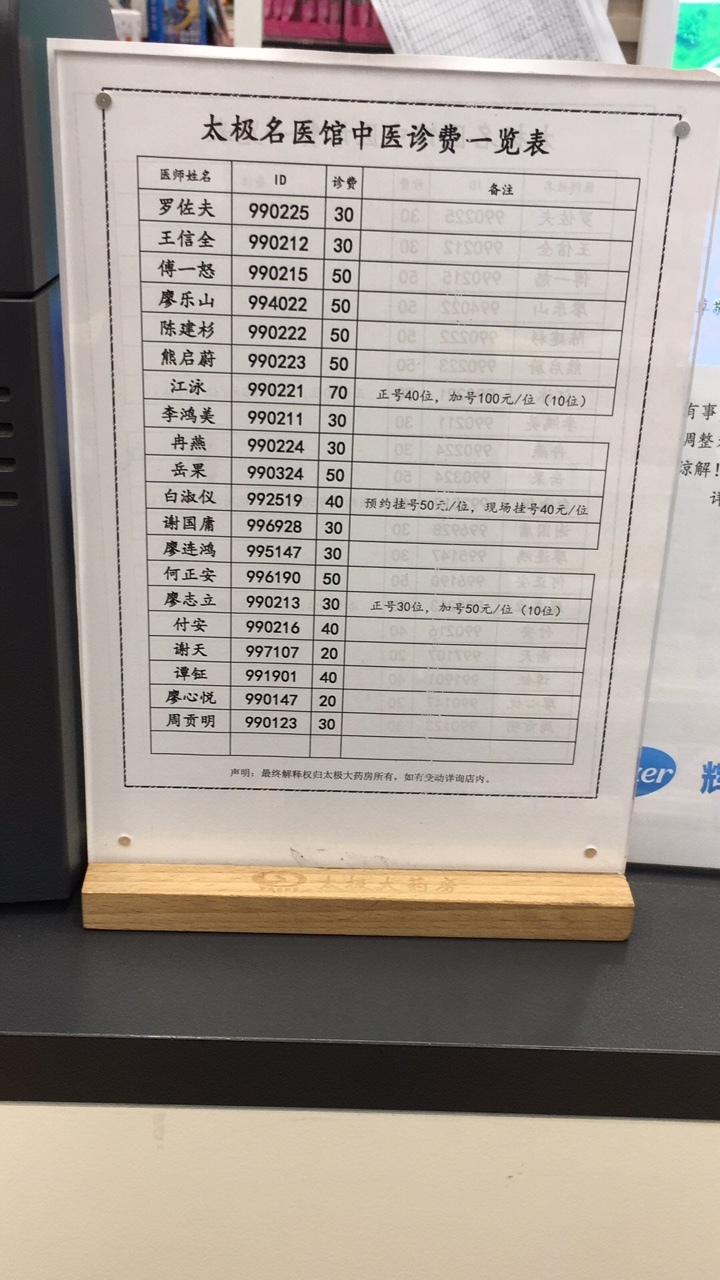 太极名医馆中医诊费一览表
医师姓名 ID 诊费 备注
罗佐夫 990225 30
王信全 990212 30
傅一怒 990215 50
廖乐山 994022 50
陈建杉 990222 50
熊启蔚 990223 50
江泳 990221 70 正号40位，加号100元/位（10位）
李鸿美 990211 30
冉燕 990224 30
岳果 990324 50
白淑仪 992519 40 预约挂号50元/位，现场挂号40元/位
谢国庸 996928 30
廖连鸿 995147 30
何正安 996190 50
廖志立 990213 30 正号30位，加号50元/位（10位）
付安 990216 40
谢天 997107 20
谭钲 991901 40
廖心悦 990147 20
周贡明 990123 30
声明：最终解释权归太极大药房所有，如有变动详询店内。
太极大药房
有事
调整
谅解！
详
辉